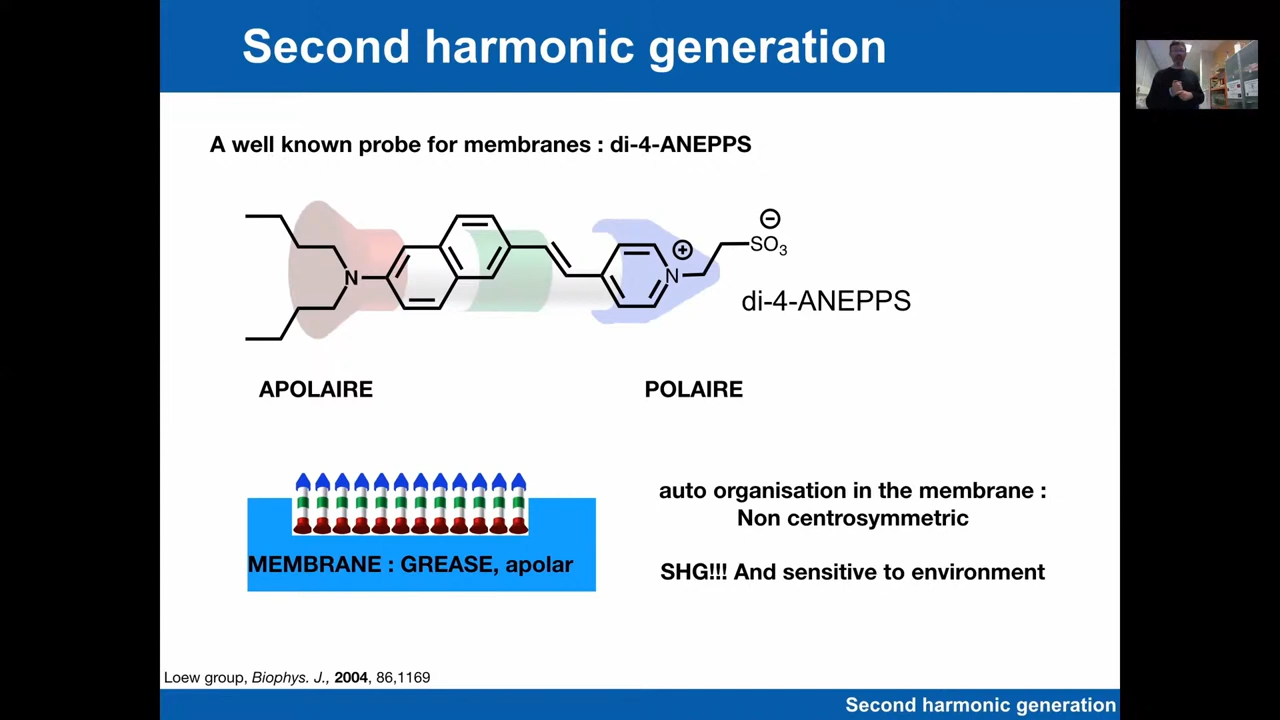 Second harmonic generation
A well known probe for membranes : di-4-ANEPPS
N
N
SO3
di-4-ANEPPS
APOLAIRE
POLAIRE
MEMBRANE : GREASE, apolar
auto organisation in the membrane :
Non centrosymmetric
SHG!!! And sensitive to environment
Loew group, Biophys. J., 2004, 86,1169
Second harmonic generation